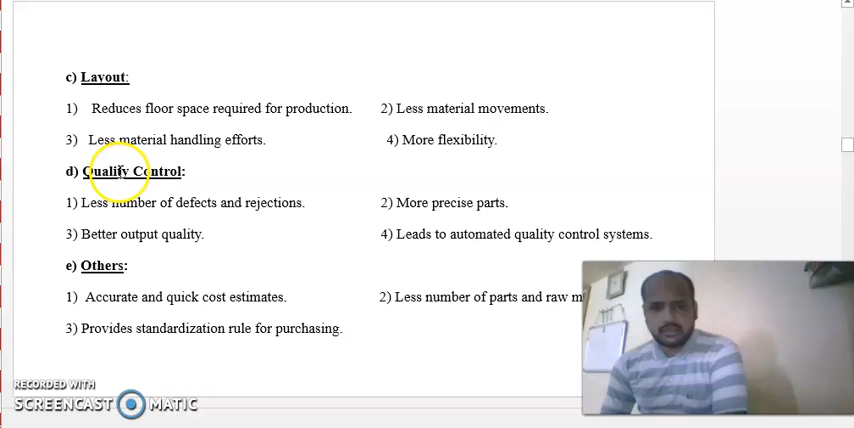 c) Layout:
1) Reduces floor space required for production. 2) Less material movements.
3) Less material handling efforts. 4) More flexibility.
d) Quality Control:
1) Less number of defects and rejections. 2) More precise parts.
3) Better output quality. 4) Leads to automated quality control systems.
e) Others:
1) Accurate and quick cost estimates. 2) Less number of parts and raw
3) Provides standardization rule for purchasing.
RECORDED WITH
SCREENCAST MATIC